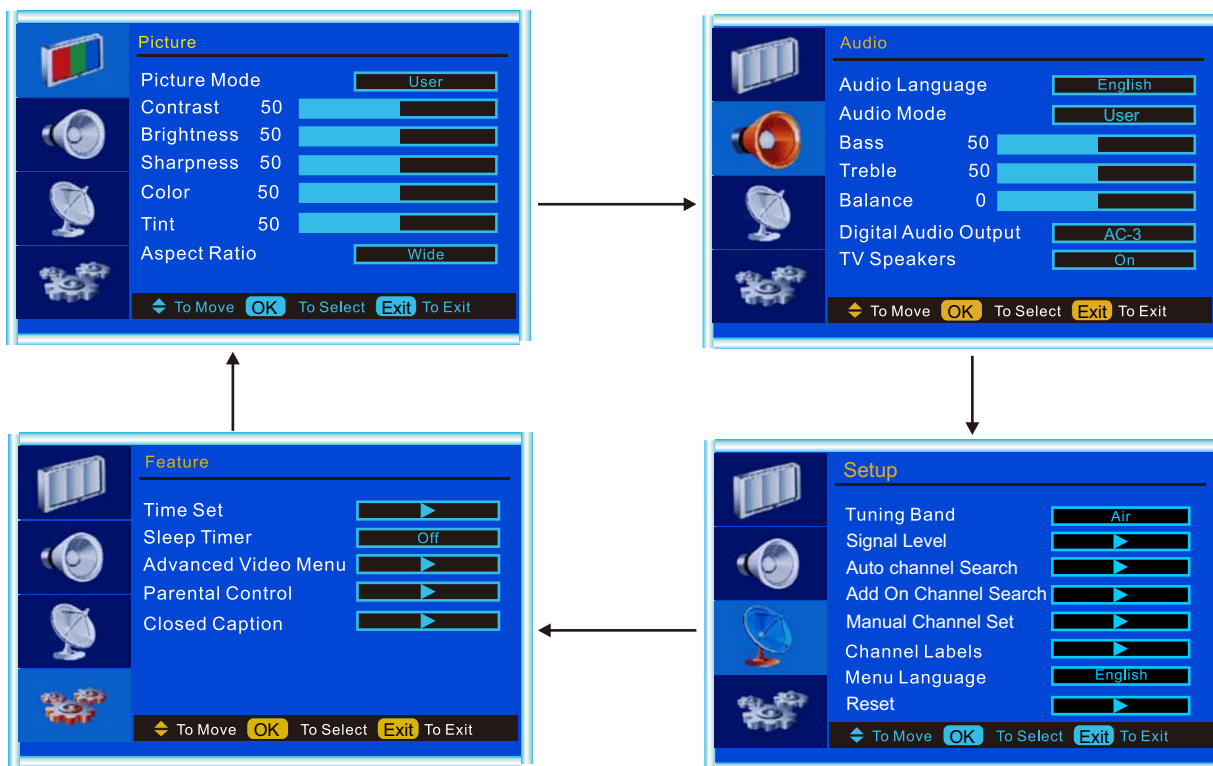 Picture
Picture Mode User
Contrast 50
Brightness 50
Sharpness 50
Color 50
Tint 50
Aspect Ratio Wide
To Move OK To Select Exit To Exit
Audio
Audio Language English
Audio Mode User
Bass 50
Treble 50
Balance 0
Digital Audio Output AC-3
TV Speakers On
To Move OK To Select Exit To Exit
Feature
Time Set
Sleep Timer Off
Advanced Video Menu
Parental Control
Closed Caption
To Move OK To Select Exit To Exit
Setup
Tuning Band Air
Signal Level
Auto channel Search
Add On Channel Search
Manual Channel Set
Channel Labels
Menu Language English
Reset
To Move OK To Select Exit To Exit